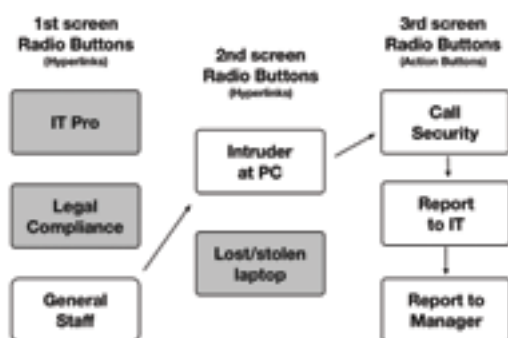 1st screen
Radio Buttons
(Hyperlinks)
IT Pro
Legal
Compliance
General
Staff
2nd screen
Radio Buttons
(Hyperlinks)
Intruder
at PC
Lost/stolen
laptop
3rd screen
Radio Buttons
(Action Buttons)
Call
Security
Report
to IT
Report to
Manager